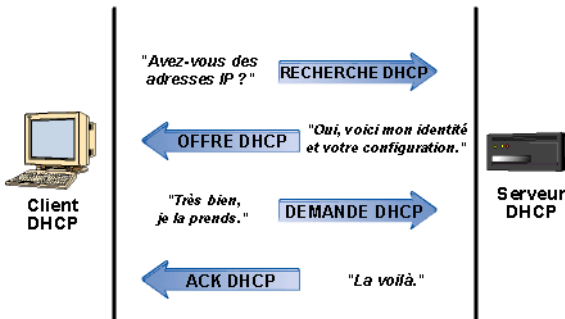 "Avez-vous des
adresses IP ?"
RECHERCHE DHCP
OFFRE DHCP
"Oui, voici mon identité
et votre configuration."
Client
DHCP
Serveur
DHCP
"Très bien,
je la prends."
DEMANDE DHCP
ACK DHCP
"La voilà."